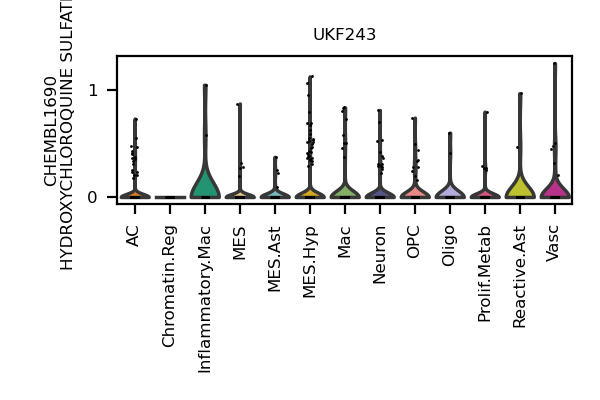 UKF243
CHEMBL1690
HYDROXYCHLOROQUINE SULFAT
1
0
AC
Chromatin.Reg
Inflammatory.Mac
MES
MES.Ast
MES.Hyp
Mac
Neuron
OPC
Oligo
Prolif.Metab
Reactive.Ast
Vasc